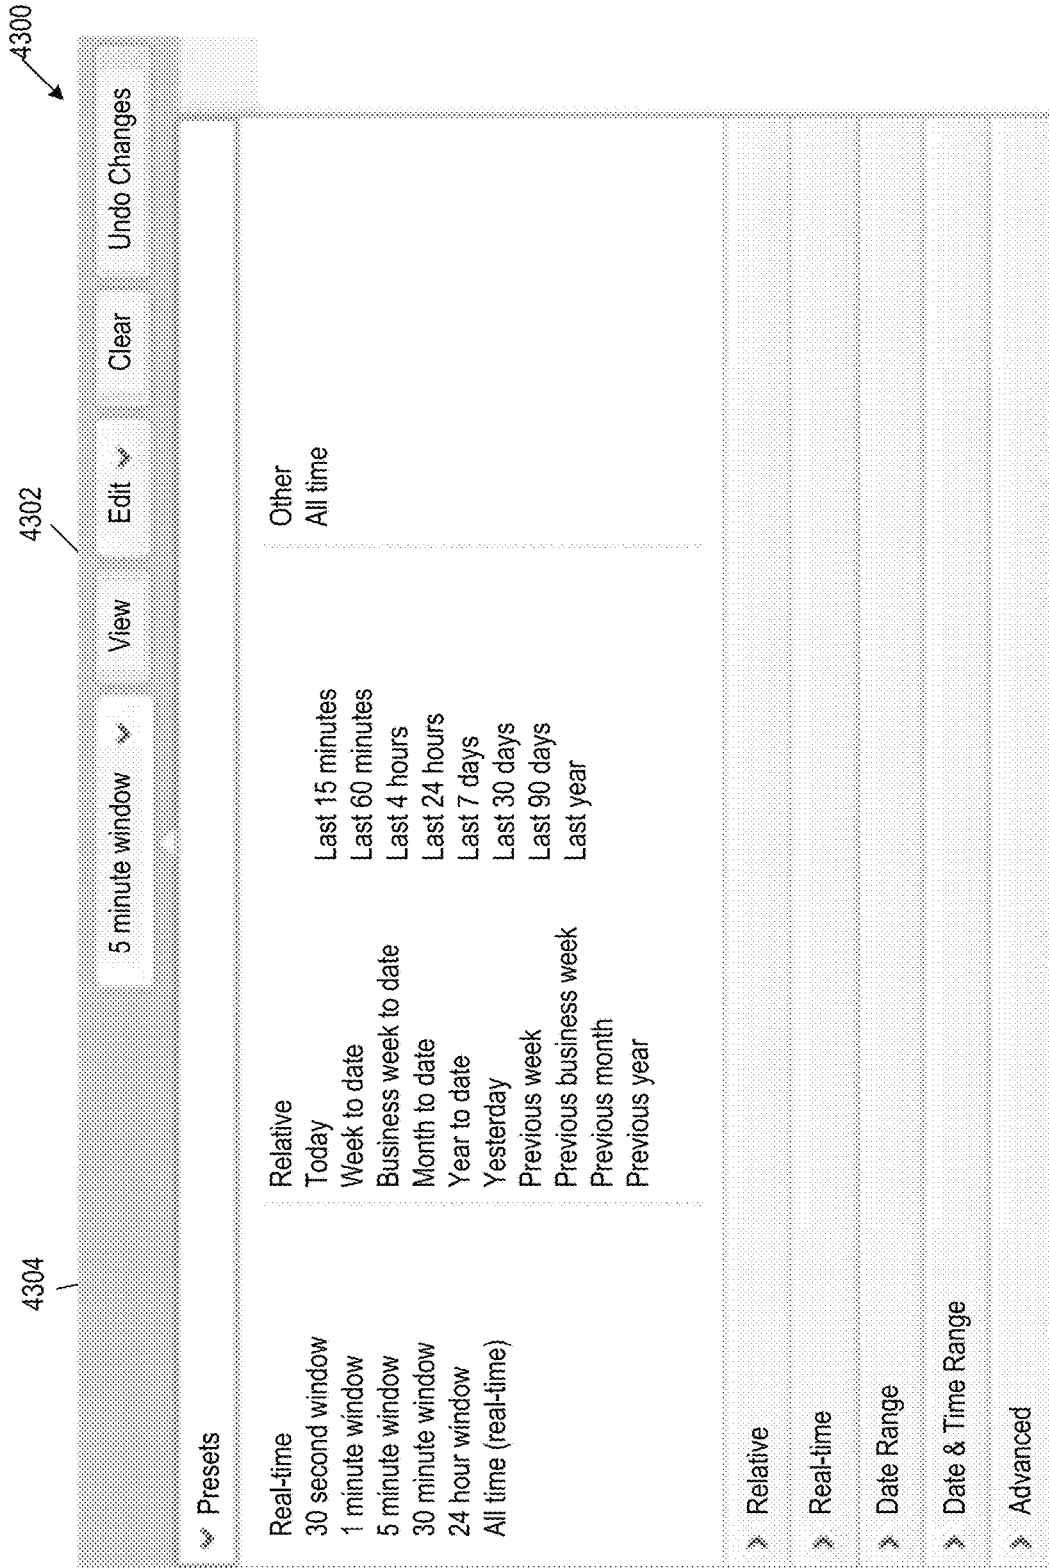 4300
4302
4304
5 minute window
View
Edit
Clear
Undo Changes
Presets
Real-time
30 second window
1 minute window
5 minute window
30 minute window
24 hour window
All time (real-time)
Relative
Today
Week to date
Business week to date
Month to date
Year to date
Yesterday
Previous week
Previous business week
Previous month
Previous year
Last 15 minutes
Last 60 minutes
Last 4 hours
Last 24 hours
Last 7 days
Last 30 days
Last 90 days
Last year
Other
All time
Relative
Real-time
Date Range
Date & Time Range
Advanced